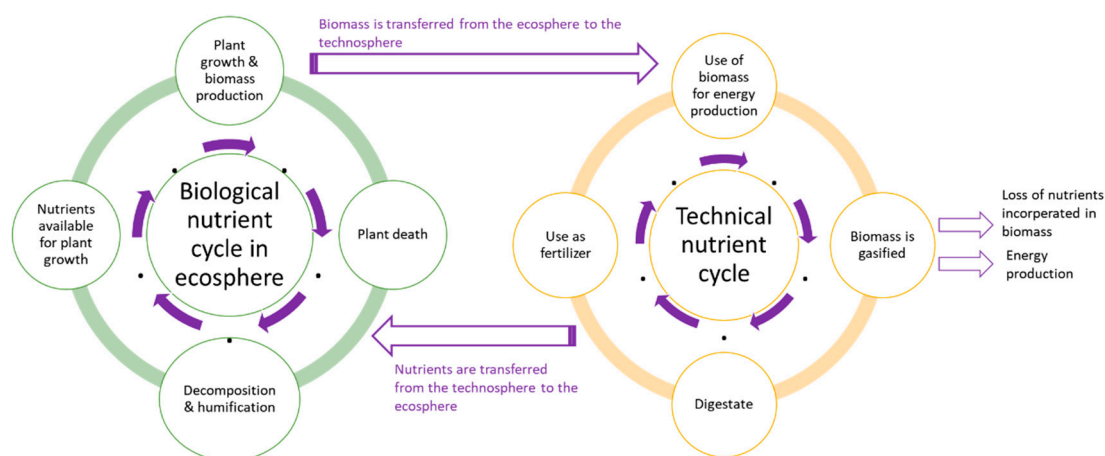 Biomass is transferred from the ecosphere to the
technosphere
Plant
growth &
biomass
production
Nutrients
available
for plant
growth
Biological
nutrient
cycle in
ecosphere
Plant death
Decomposition
& humification
Nutrients are transferred
from the technosphere to the
ecosphere
Use of
biomass
for energy
production
Use as
fertilizer
Technical
nutrient
cycle
Biomass is
gasified
Digestate
Loss of nutrients
incorperated in
biomass
Energy
production